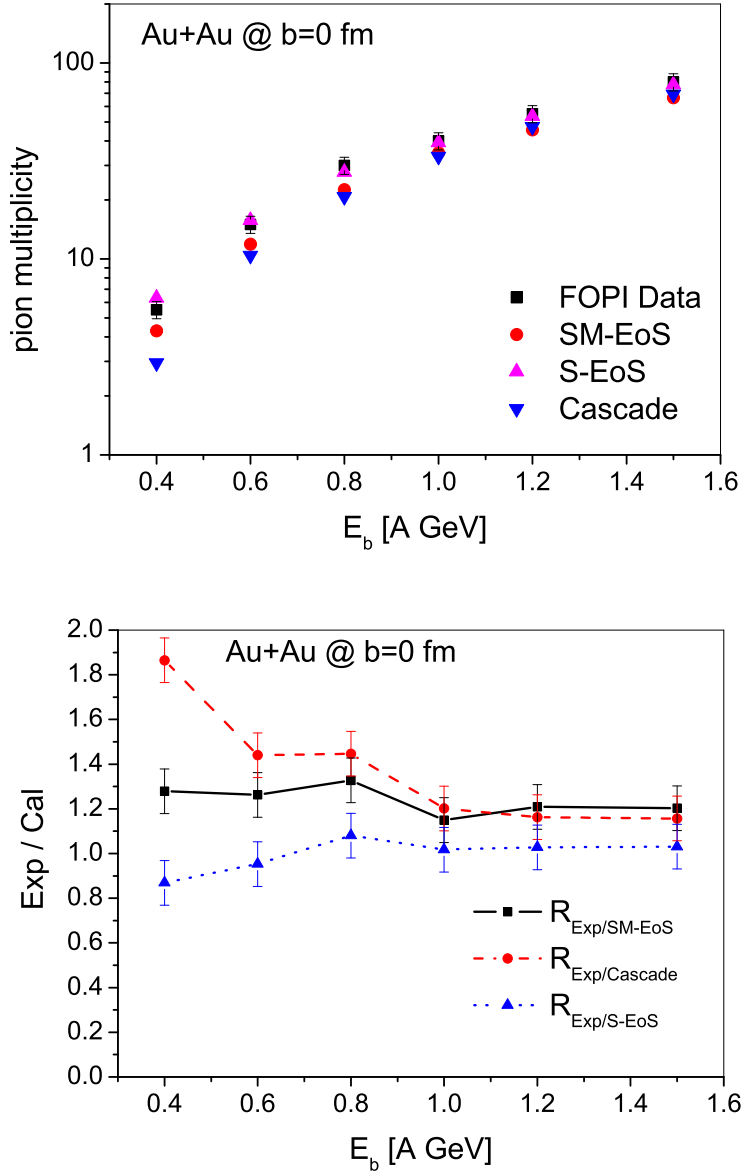 Au+Au @ b=0 fm
100
10
1
pion multiplicity
FOPI Data
SM-EoS
S-EoS
Cascade
0.4 0.6 0.8 1.0 1.2 1.4 1.6
E_b [A GeV]
Au+Au @ b=0 fm
2.0
1.8
1.6
1.4
1.2
1.0
0.8
0.6
0.4
0.2
0.0
Exp / Cal
R_Exp/SM-EoS
R_Exp/Cascade
R_Exp/S-EoS
0.4 0.6 0.8 1.0 1.2 1.4 1.6
E_b [A GeV]